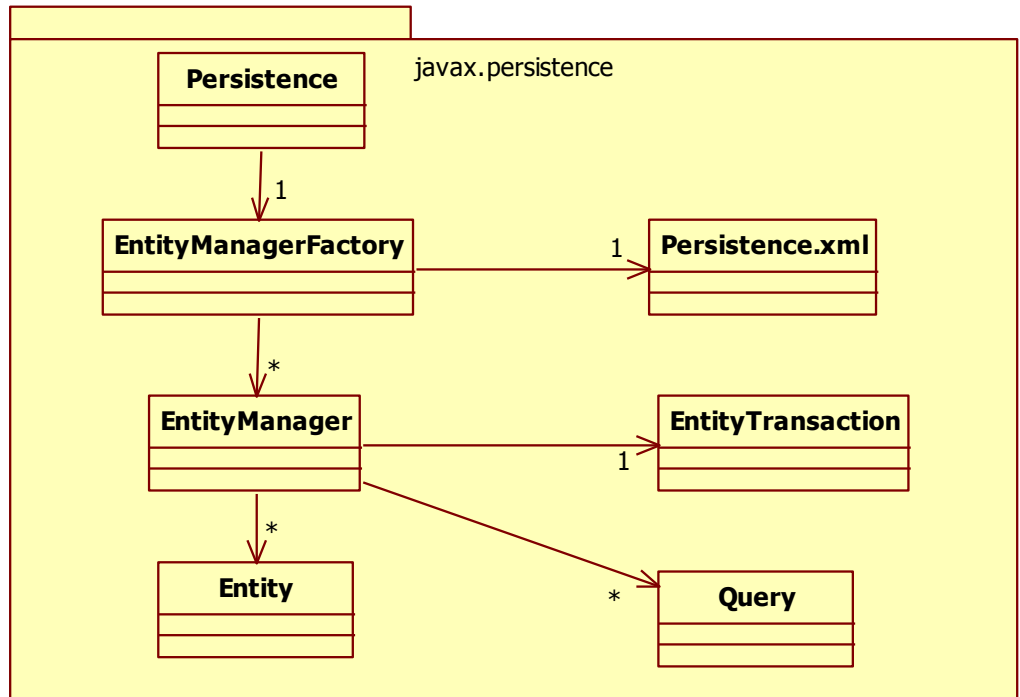 javax.persistence
Persistence
1
EntityManagerFactory
1
Persistence.xml
*
EntityManager
1
EntityTransaction
*
*
Entity
Query